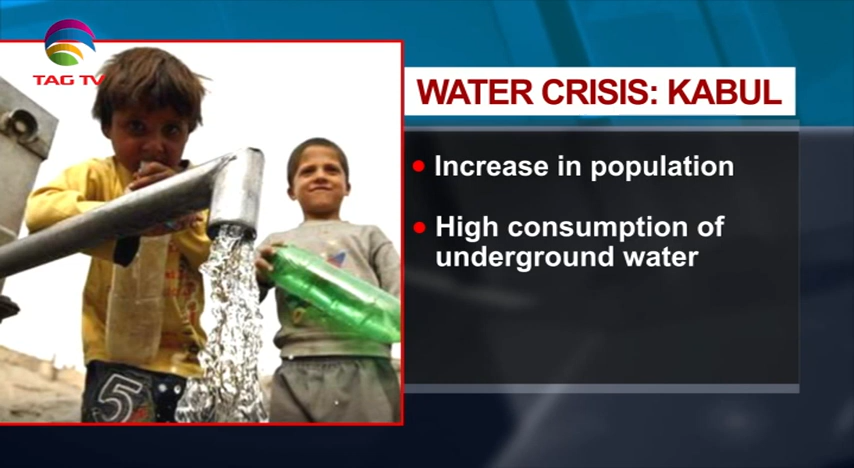 TAG TV
WATER CRISIS: KABUL
Increase in population
High consumption of
underground water
5